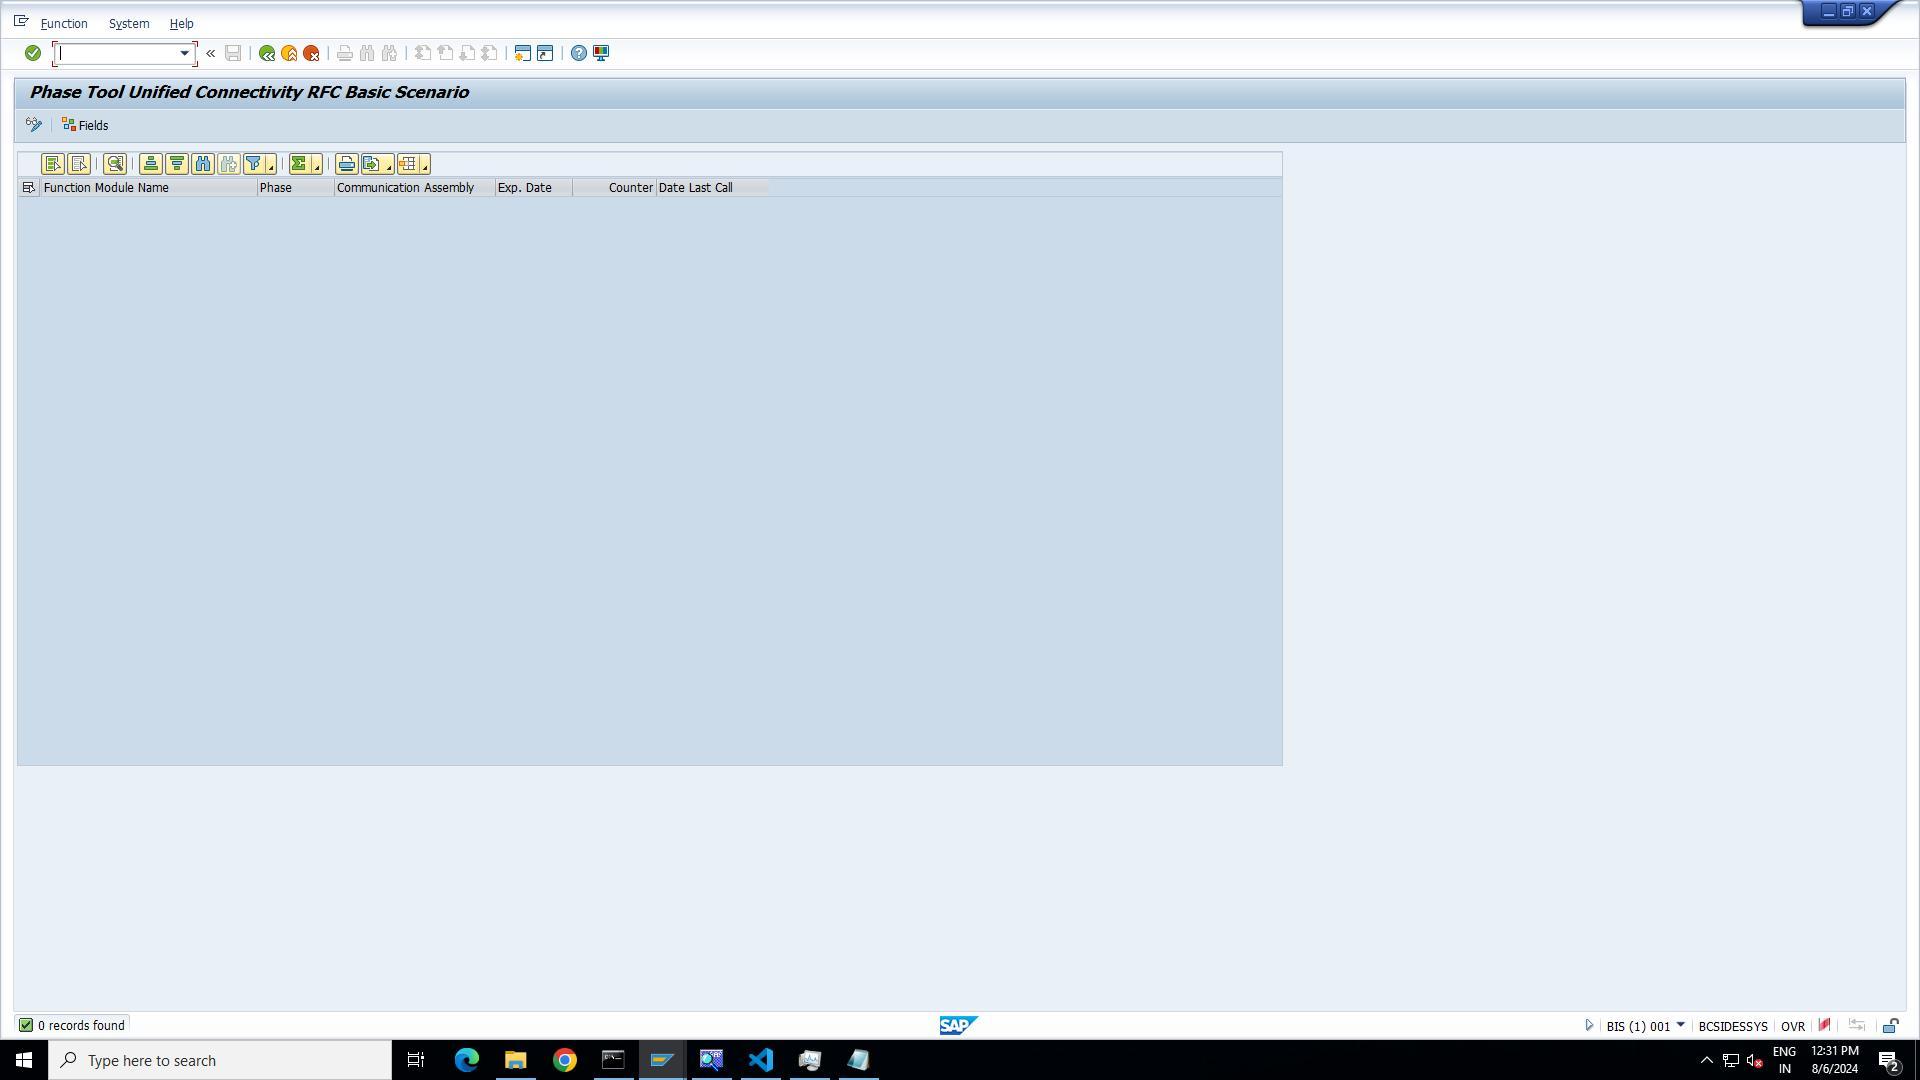 Function System Help
Phase Tool Unified Connectivity RFC Basic Scenario
Fields
Function Module Name Phase Communication Assembly Exp. Date Counter Date Last Call
0 records found
SAP
BIS (1) 001 BCSIDESSYS OVR
Type here to search
ENG
IN
12:31 PM
8/6/2024
2